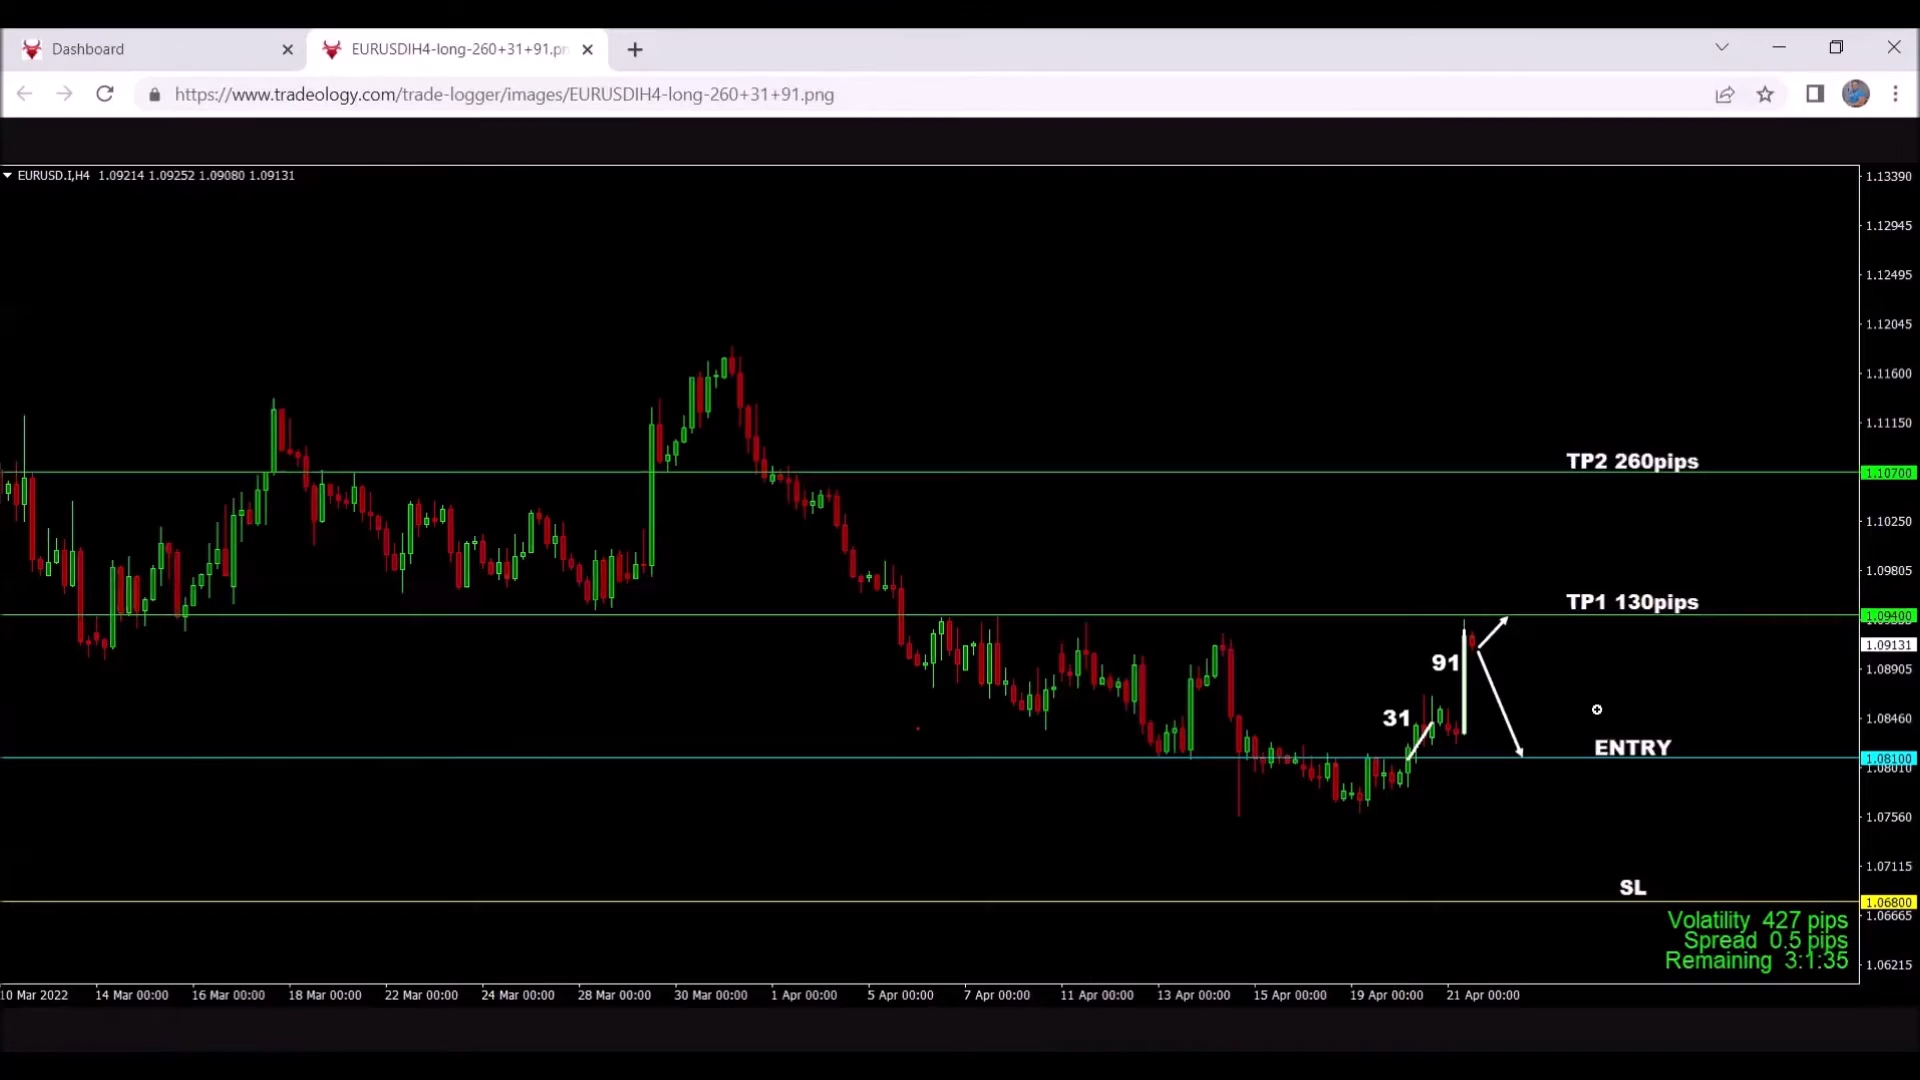 Dashboard
EURUSDIH4-long-260+31+91.pn
https://www.tradeology.com/trade-logger/images/EURUSDIH4-long-260+31+91.png
EURUSD.I,H4 1.09214 1.09252 1.09080 1.09131
1.13390
1.12945
1.12495
1.12045
1.11600
1.11150
TP2 260pips
1.10700
1.10250
1.09805
TP1 130pips
1.09400
1.09131
91
1.08905
31
1.08460
ENTRY
1.08100
1.08010
1.07560
1.07115
SL
1.06800
1.06665
Volatility 427 pips
Spread 0.5 pips
Remaining 3:1:35
1.06215
10 Mar 2022 14 Mar 00:00 16 Mar 00:00 18 Mar 00:00 22 Mar 00:00 24 Mar 00:00 28 Mar 00:00 30 Mar 00:00 1 Apr 00:00 5 Apr 00:00 7 Apr 00:00 11 Apr 00:00 13 Apr 00:00 15 Apr 00:00 19 Apr 00:00 21 Apr 00:00